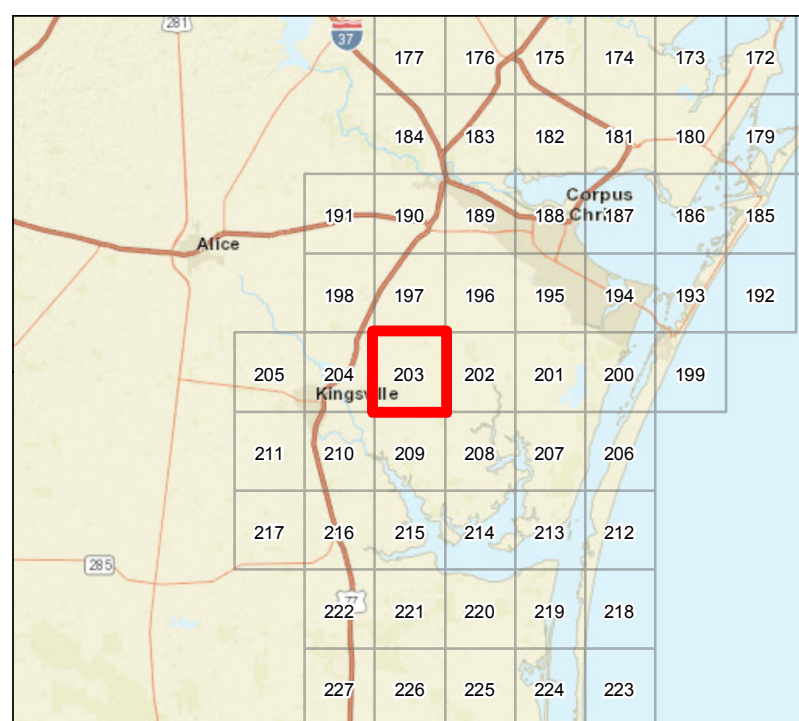 281
37
177 176 175 174 173 172
184 183 182 181 180 179
Corpus
Christi
191 190 189 188 187 186 185
Alice
198 197 196 195 194 193 192
205 204 203 202 201 200 199
Kingsville
211 210 209 208 207 206
217 216 215 214 213 212
285
77
222 221 220 219 218
227 226 225 224 223